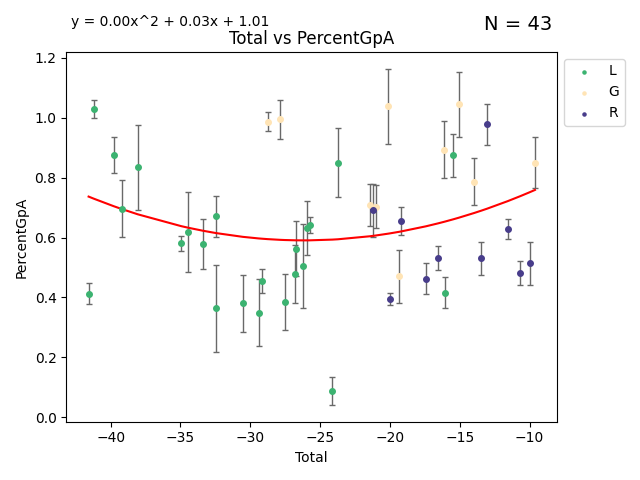 y = 0.00x^2 + 0.03x + 1.01
N = 43
Total vs PercentGpA
L
G
R
1.2
1.0
0.8
0.6
0.4
0.2
0.0
PercentGpA
−40
−35
−30
−25
−20
−15
−10
Total